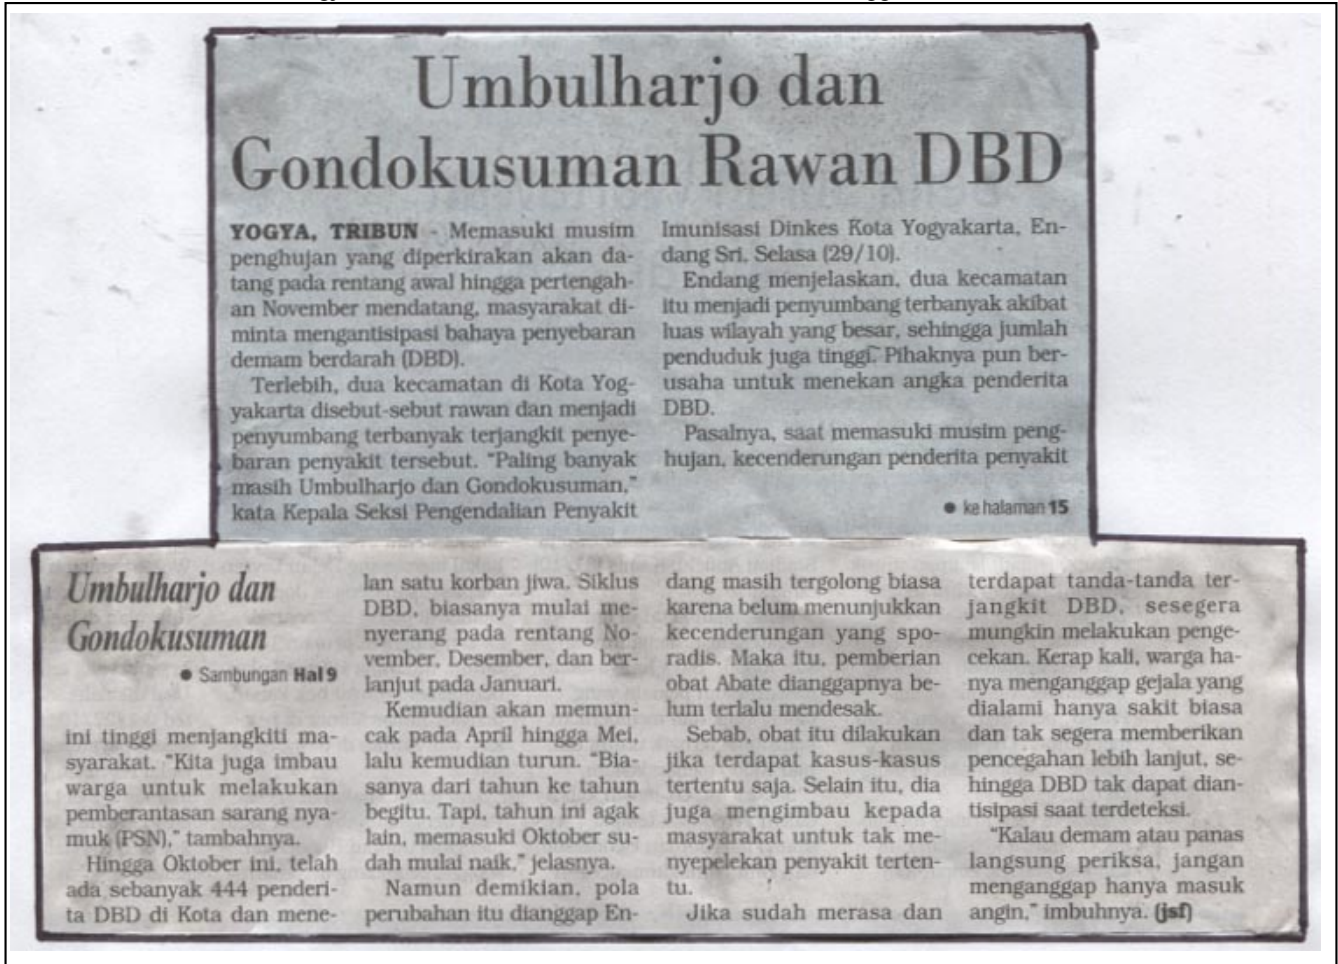 Umbulharjo dan
Gondokusuman Rawan DBD
YOGYA, TRIBUN - Memasuki musim
penghujan yang diperkirakan akan da-
tang pada rentang awal hingga pertengah-
an November mendatang, masyarakat di-
minta mengantisipasi bahaya penyebaran
demam berdarah (DBD).
Terlebih, dua kecamatan di Kota Yog-
yakarta disebut-sebut rawan dan menjadi
penyumbang terbanyak terjangkit penye-
baran penyakit tersebut. "Paling banyak
masih Umbulharjo dan Gondokusuman,"
kata Kepala Seksi Pengendalian Penyakit
Imunisasi Dinkes Kota Yogyakarta, En-
dang Sri, Selasa (29/10).
Endang menjelaskan, dua kecamatan
itu menjadi penyumbang terbanyak akibat
luas wilayah yang besar, sehingga jumlah
penduduk juga tinggi. Pihaknya pun ber-
usaha untuk menekan angka penderita
DBD.
Pasalnya, saat memasuki musim peng-
hujan, kecenderungan penderita penyakit
● ke halaman 15
Umbulharjo dan
Gondokusuman
● Sambungan Hal 9
ini tinggi menjangkiti ma-
syarakat. "Kita juga imbau
warga untuk melakukan
pemberantasan sarang nya-
muk (PSN)," tambahnya.
Hingga Oktober ini, telah
ada sebanyak 444 penderi-
ta DBD di Kota dan mene-
lan satu korban jiwa. Siklus
DBD, biasanya mulai me-
nyerang pada rentang No-
vember, Desember, dan ber-
lanjut pada Januari.
Kemudian akan memun-
cak pada April hingga Mei,
lalu kemudian turun. "Bia-
sanya dari tahun ke tahun
begitu. Tapi, tahun ini agak
lain, memasuki Oktober su-
dah mulai naik," jelasnya.
Namun demikian, pola
perubahan itu dianggap En-
dang masih tergolong biasa
karena belum menunjukkan
kecenderungan yang spo-
radis. Maka itu, pemberian
obat Abate dianggapnya be-
lum terlalu mendesak.
Sebab, obat itu dilakukan
jika terdapat kasus-kasus
tertentu saja. Selain itu, dia
juga mengimbau kepada
masyarakat untuk tak me-
nyepelekan penyakit terten-
tu.
Jika sudah merasa dan
terdapat tanda-tanda ter-
jangkit DBD, sesegera
mungkin melakukan penge-
cekan. Kerap kali, warga ha-
nya menganggap gejala yang
dialami hanya sakit biasa
dan tak segera memberikan
pencegahan lebih lanjut, se-
hingga DBD tak dapat dian-
tisipasi saat terdeteksi.
"Kalau demam atau panas
langsung periksa, jangan
menganggap hanya masuk
angin," imbuhnya. (jsf)